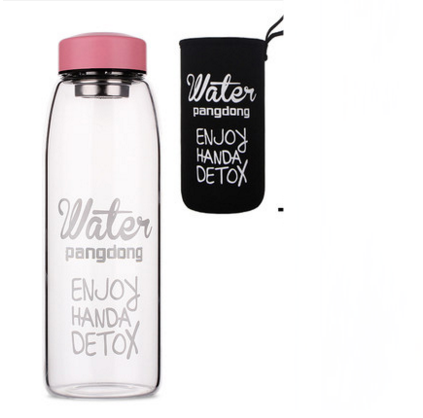 Water
pangdong
ENJOY
HANDA
DETOX
Water
pangdong
ENJOY
HANDA
DETOX